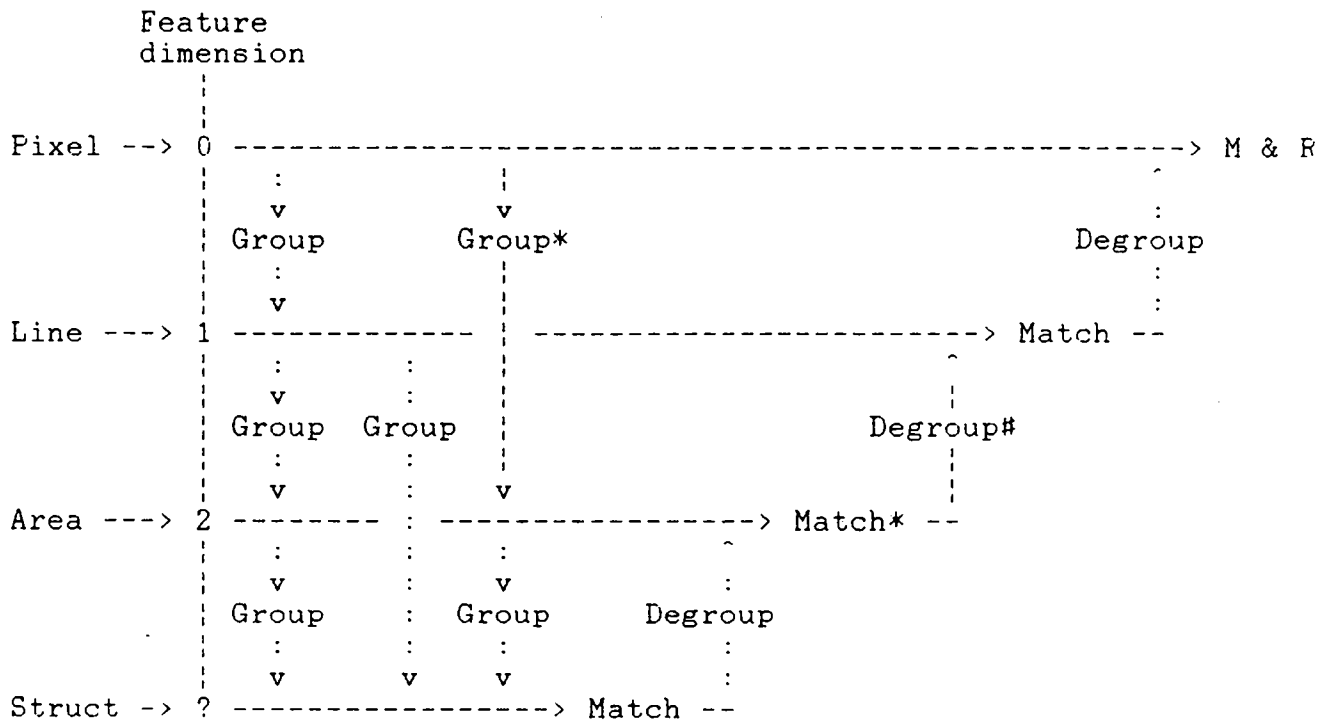 Feature
dimension
Pixel --> 0 ---------------------------------------------------> M & R
Group Group* Degroup
Line ---> 1 ------------- ------------------------> Match --
Group Group Degroup#
Area ---> 2 -------- : -----------------> Match* --
Group : Group Degroup
Struct -> ? -----------------> Match --